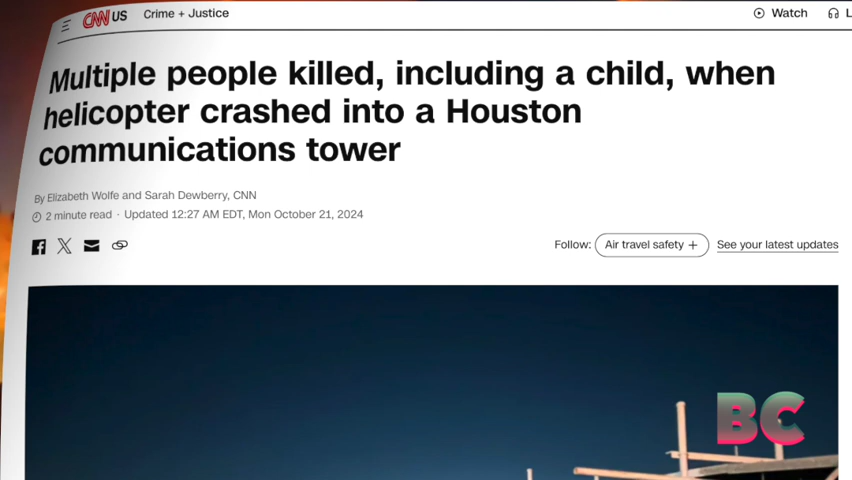 CNN US Crime + Justice Watch L
Multiple people killed, including a child, when
helicopter crashed into a Houston
communications tower
By Elizabeth Wolfe and Sarah Dewberry, CNN
2 minute read · Updated 12:27 AM EDT, Mon October 21, 2024
Follow: Air travel safety + See your latest updates
BC